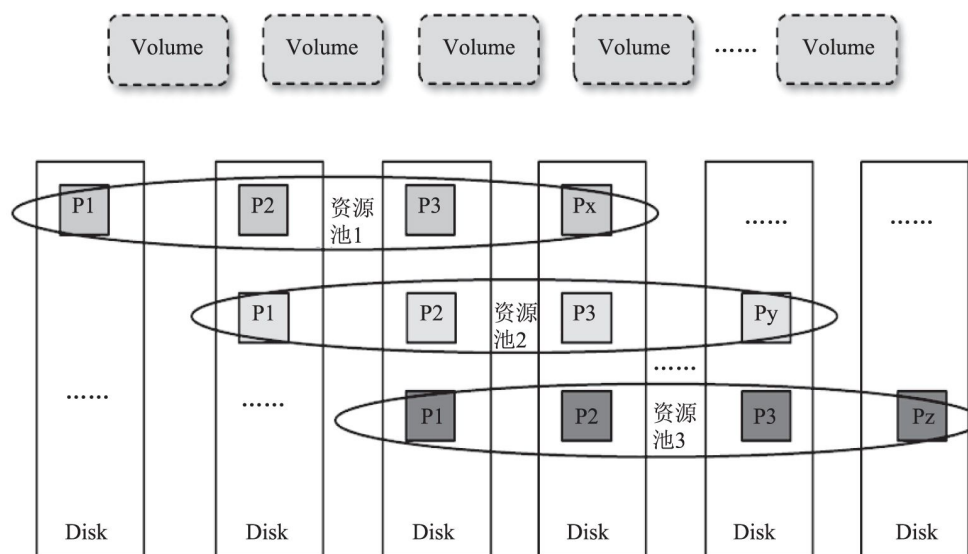 Volume Volume Volume Volume …… Volume
P1 P2 资源 P3 Px …… ……
池1
P1 P2 资源 P3 Py
池2
……
…… …… P1 P2 资源 P3 Pz
池3
Disk Disk Disk Disk Disk Disk